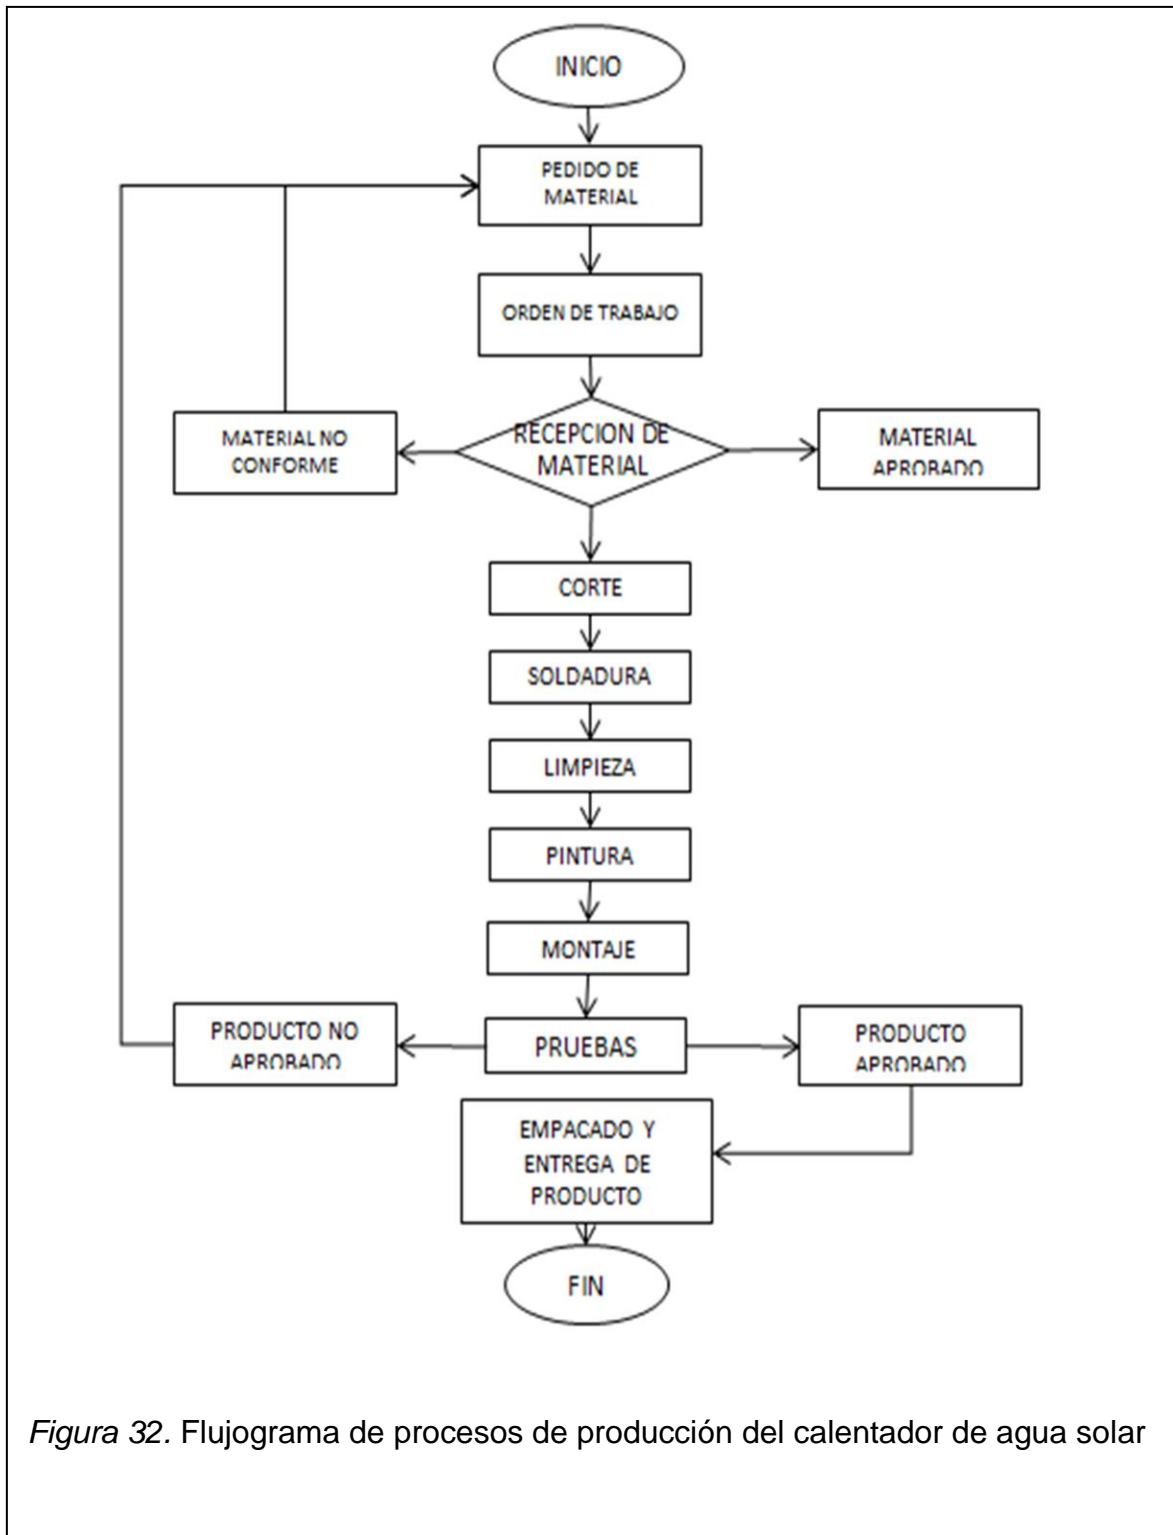 INICIO
PEDIDO DE
MATERIAL
ORDEN DE TRABAJO
RECEPCION DE
MATERIAL
MATERIAL NO
CONFORME
MATERIAL
APROBADO
CORTE
SOLDADURA
LIMPIEZA
PINTURA
MONTAJE
PRUEBAS
PRODUCTO NO
APROBADO
PRODUCTO
APROBADO
EMPACADO Y
ENTREGA DE
PRODUCTO
FIN
Figura 32. Flujograma de procesos de producción del calentador de agua solar